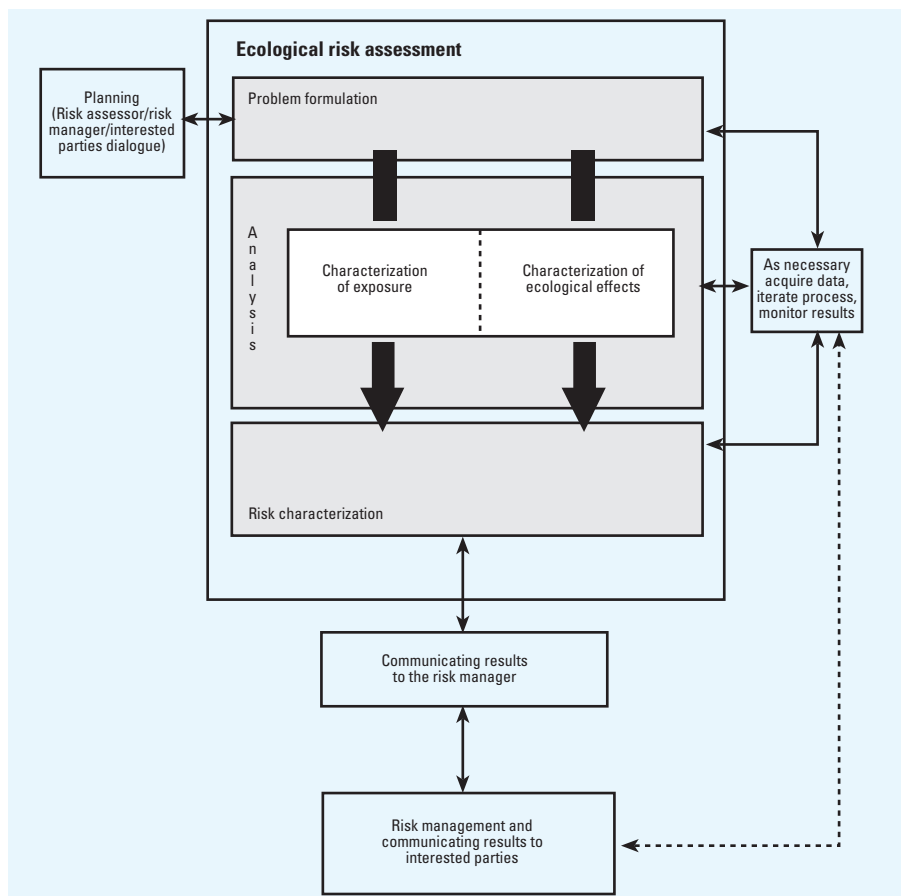 Ecological risk assessment
Planning
(Risk assessor/risk
manager/interested
parties dialogue)
Problem formulation
Analysis
Characterization
of exposure
Characterization of
ecological effects
As necessary
acquire data,
iterate process,
monitor results
Risk characterization
Communicating results
to the risk manager
Risk management and
communicating results to
interested parties